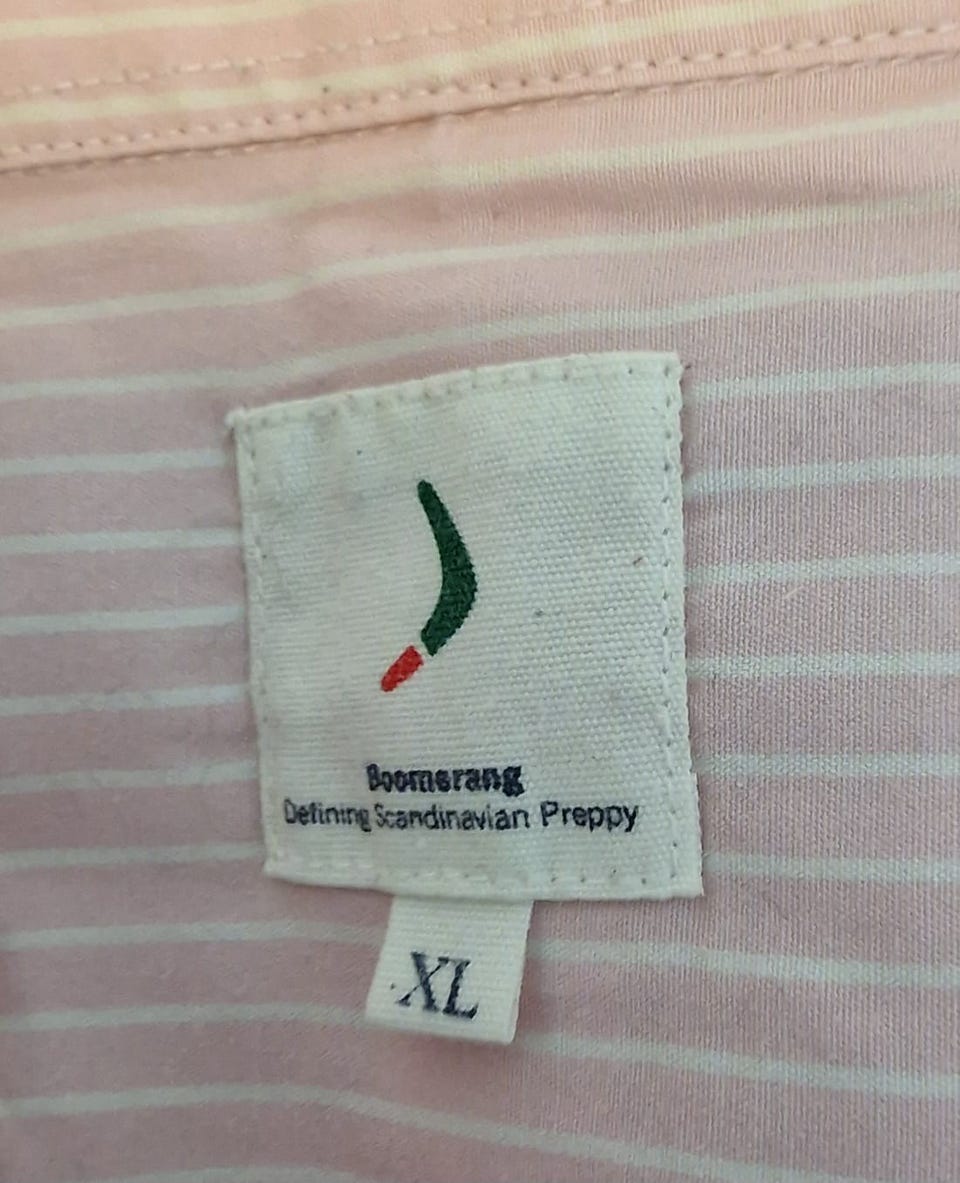 Boomerang
Defining Scandinavian Preppy
XL